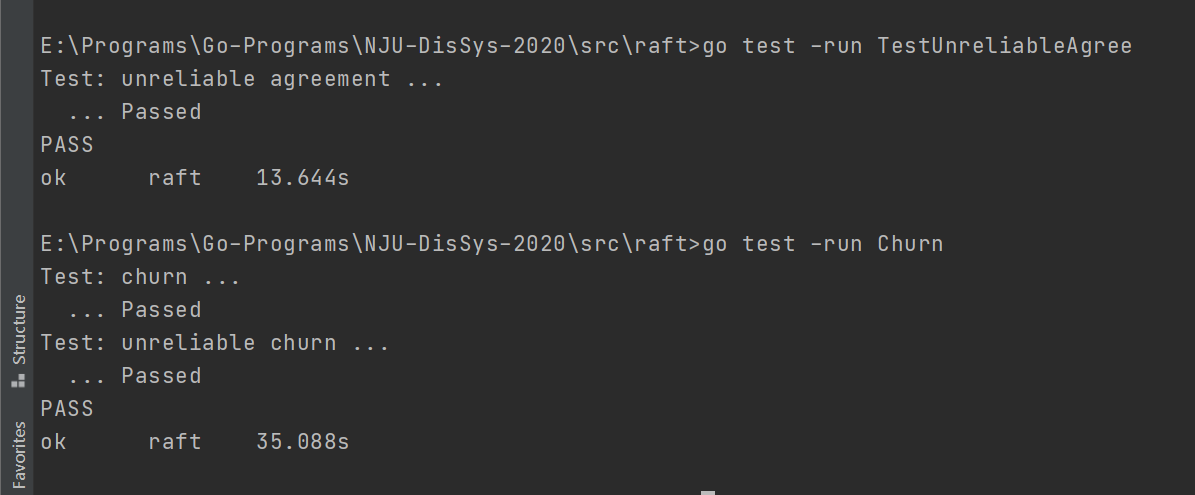 E:\Programs\Go-Programs\NJU-DisSys-2020\src\raft>go test -run TestUnreliableAgree
Test: unreliable agreement ...
  ... Passed
PASS
ok      raft    13.644s

E:\Programs\Go-Programs\NJU-DisSys-2020\src\raft>go test -run Churn
Test: churn ...
  ... Passed
Test: unreliable churn ...
  ... Passed
PASS
ok      raft    35.088s
Structure
Favorites